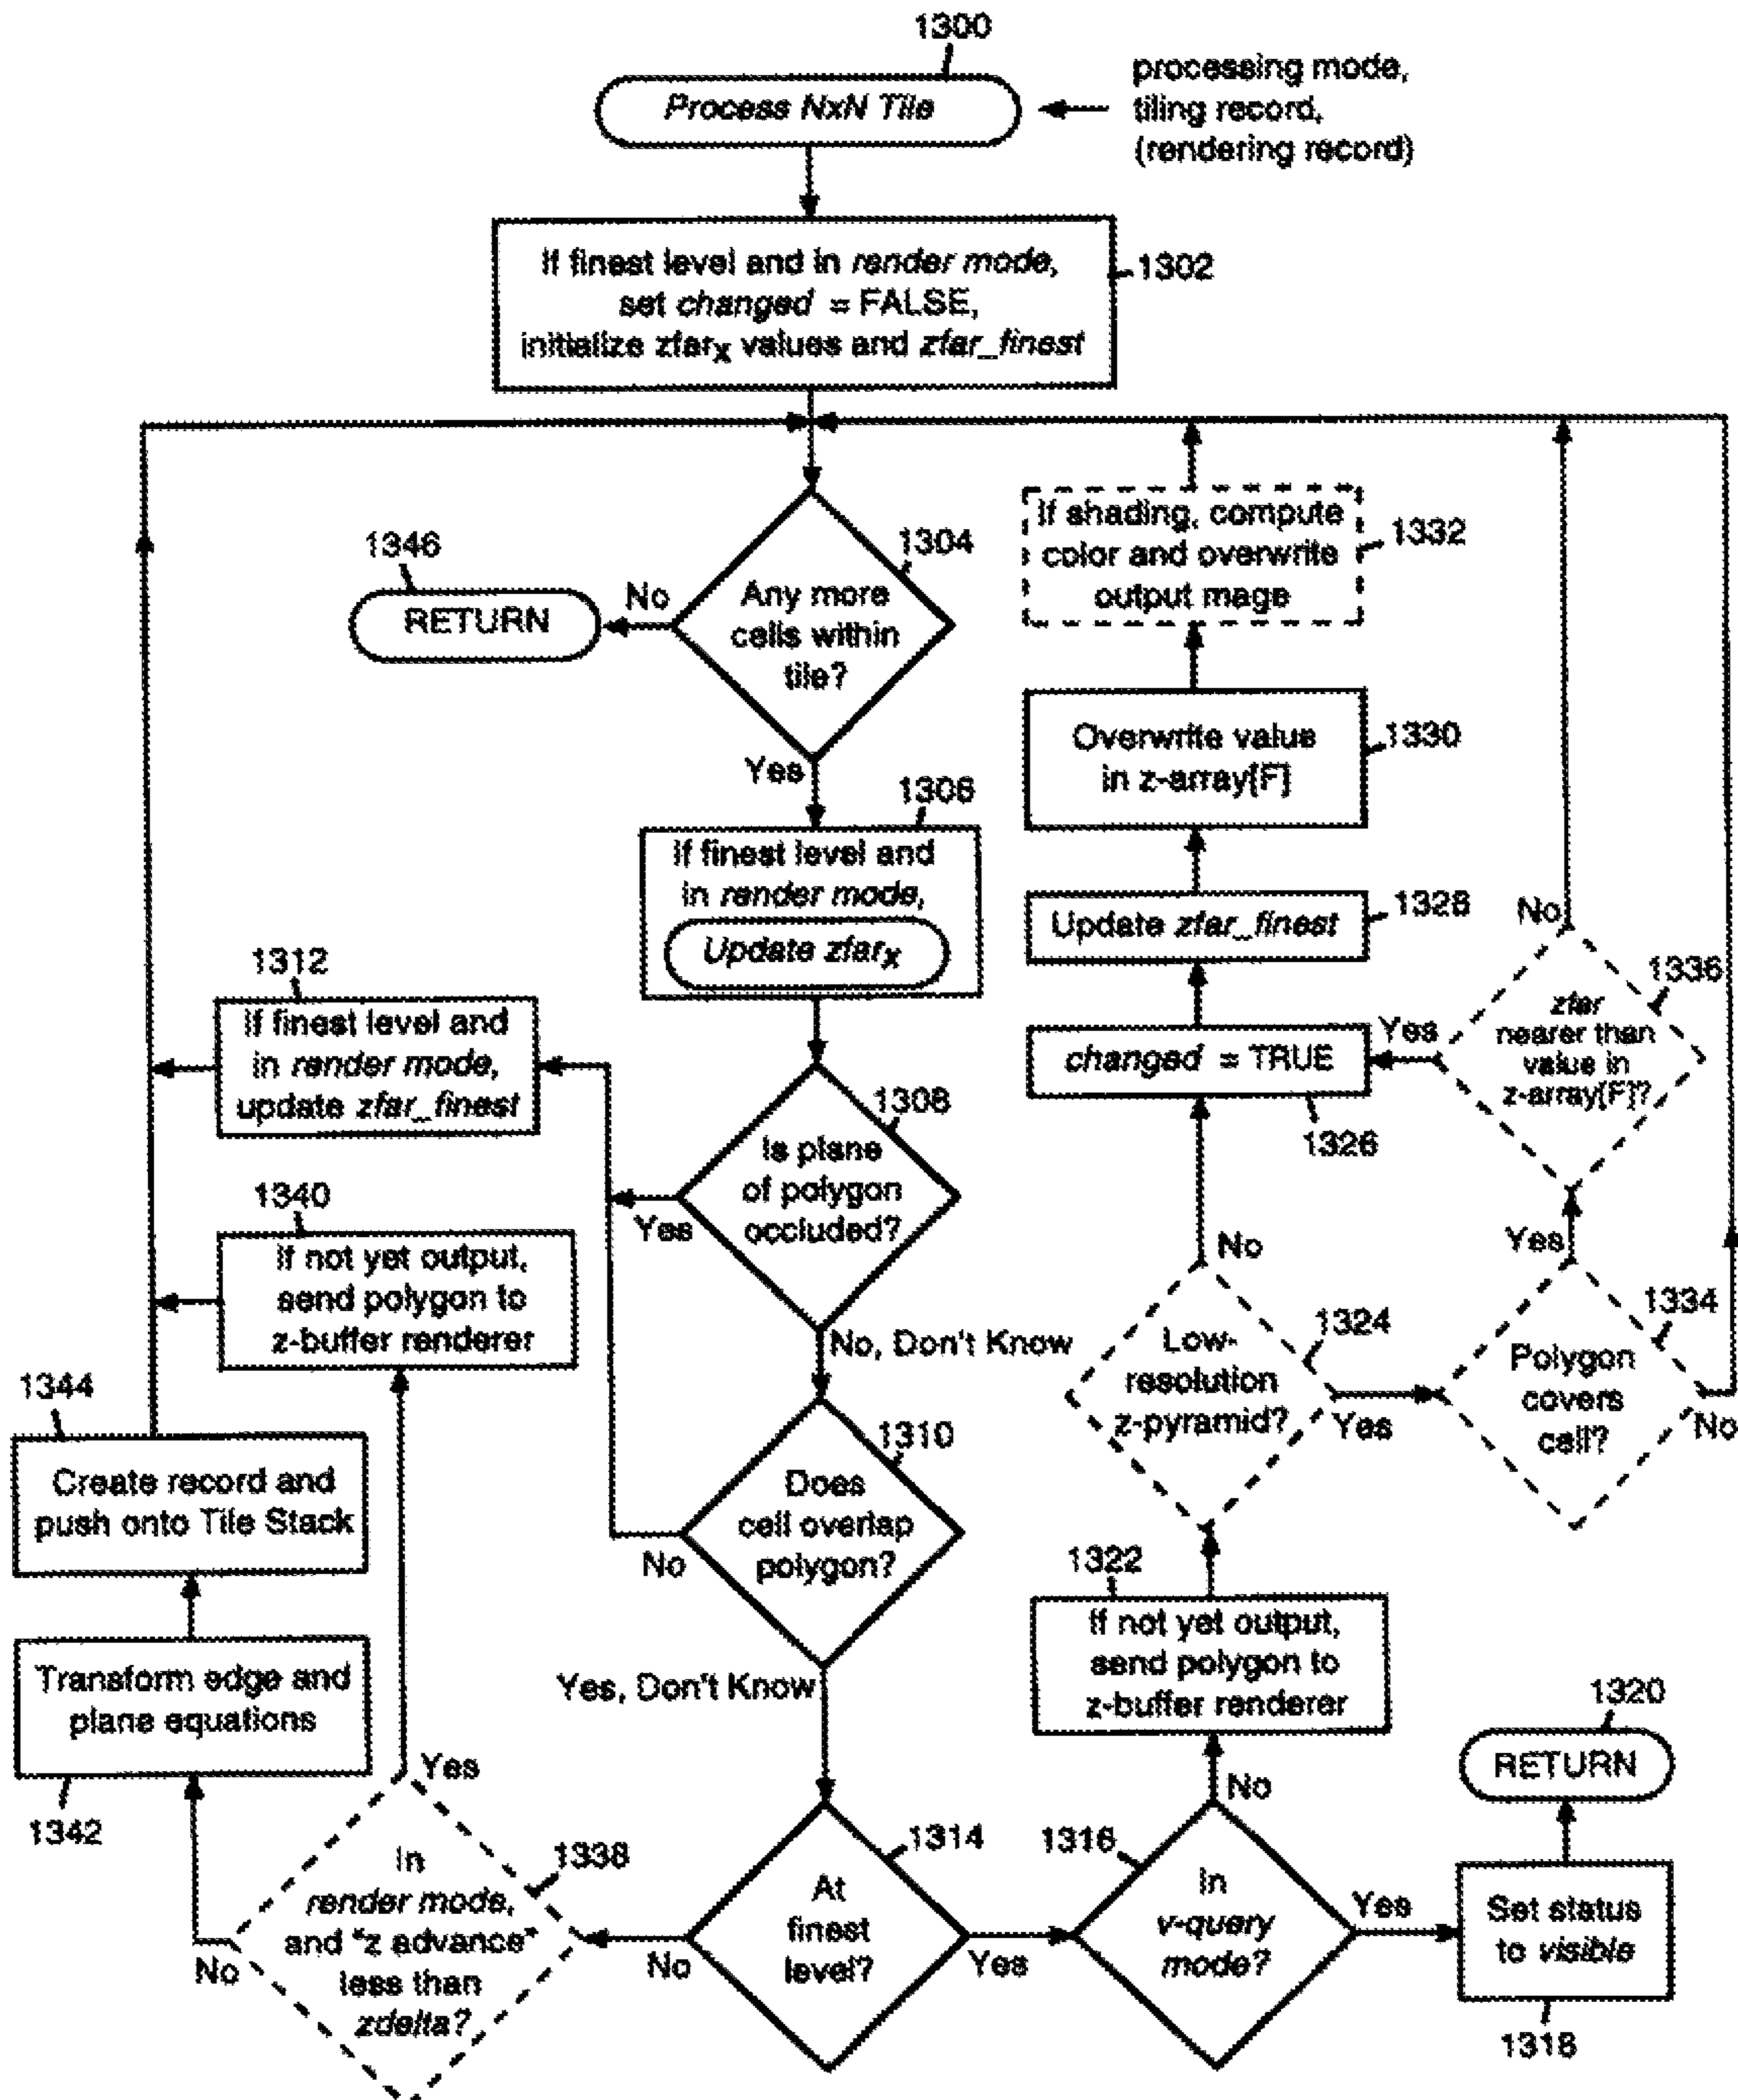 1300
Process NxN Tile
processing mode,
tiling record,
(rendering record)
If finest level and in render mode,
set changed = FALSE,
initialize zfarx values and zfar_finest
1302
1346
RETURN
No
1304
Any more
cells within
tile?
Yes
If shading, compute
color and overwrite
output mage
1332
Overwrite value
in z-array[F]
1330
1306
If finest level and
in render mode,
Update zfarx
Update zfar_finest
1328
No
1336
zfar
nearer than
value in
z-array[F]?
Yes
1312
If finest level and
in render mode,
update zfar_finest
changed = TRUE
1326
1308
Is plane
of polygon
occluded?
Yes
No, Don't Know
1340
If not yet output,
send polygon to
z-buffer renderer
No
1324
Low-
resolution
z-pyramid?
Yes
Yes
1334
Polygon
covers
cell?
No
1344
Create record and
push onto Tile Stack
1310
Does
cell overlap
polygon?
No
Yes, Don't Know
1322
If not yet output,
send polygon to
z-buffer renderer
Transform edge and
plane equations
1342
Yes
1338
In
render mode,
and "z advance"
less than
zdelta?
No
1314
At
finest
level?
No
Yes
No
1316
In
v-query
mode?
Yes
1320
RETURN
Set status
to visible
1318